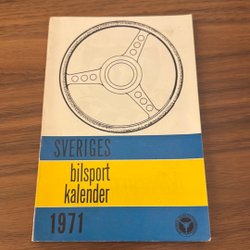 SVERIGES
bilsport
kalender
1971